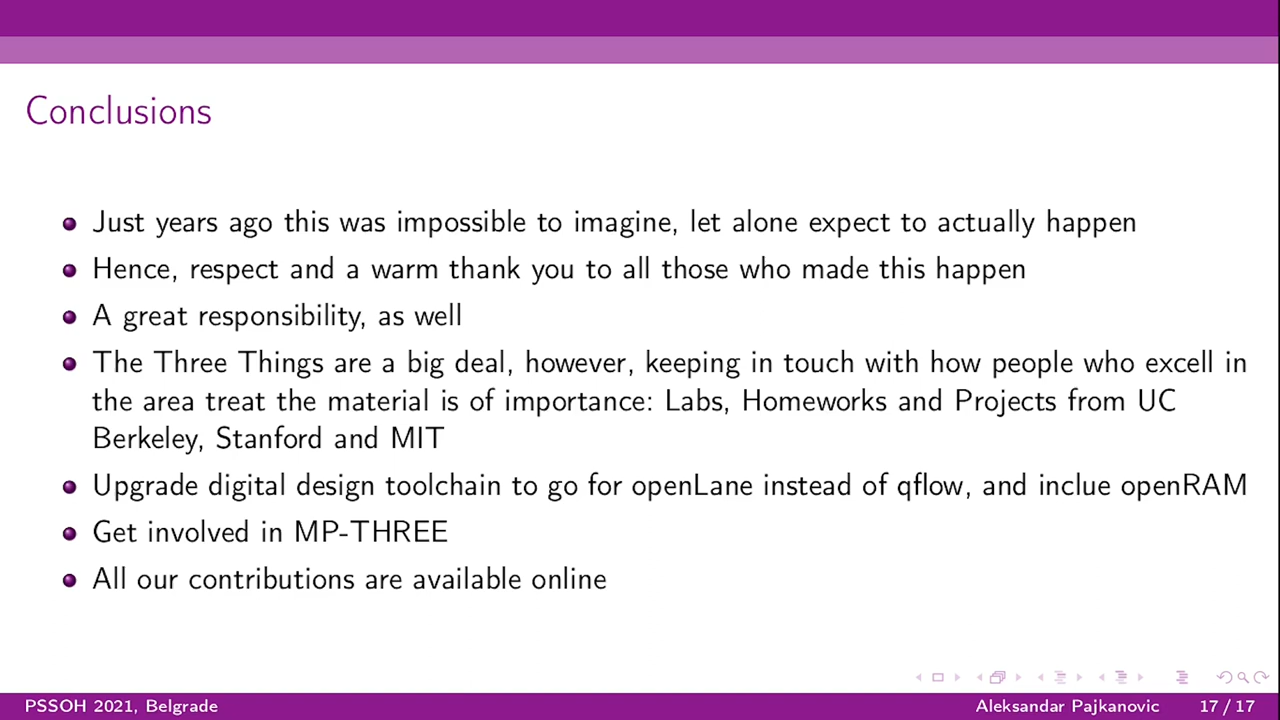 Conclusions
Just years ago this was impossible to imagine, let alone expect to actually happen
Hence, respect and a warm thank you to all those who made this happen
A great responsibility, as well
The Three Things are a big deal, however, keeping in touch with how people who excell in
the area treat the material is of importance: Labs, Homeworks and Projects from UC
Berkeley, Stanford and MIT
Upgrade digital design toolchain to go for openLane instead of qflow, and inclue openRAM
Get involved in MP-THREE
All our contributions are available online
PSSOH 2021, Belgrade
Aleksandar Pajkanovic
17 / 17